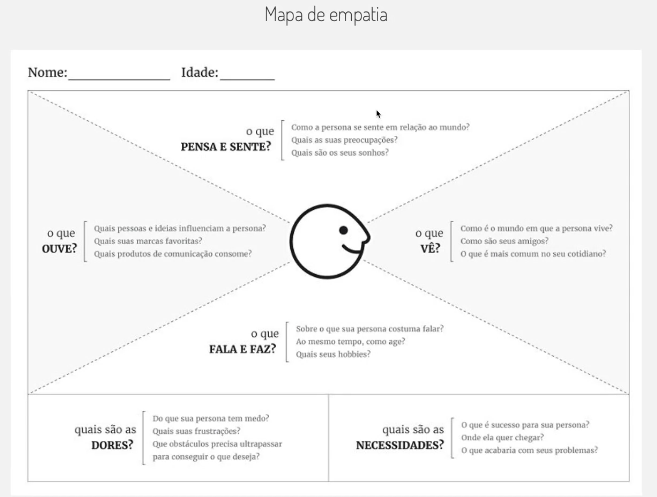 Mapa de empatia
Nome:_______________ Idade:________
o que
PENSA E SENTE?
Como a persona se sente em relação ao mundo?
Quais as suas preocupações?
Quais são os seus sonhos?
o que
OUVE?
Quais pessoas e ideias influenciam a persona?
Quais suas marcas favoritas?
Quais produtos de comunicação consome?
o que
VÊ?
Como é o mundo em que a persona vive?
Como são seus amigos?
O que é mais comum no seu cotidiano?
o que
FALA E FAZ?
Sobre o que sua persona costuma falar?
Ao mesmo tempo, como age?
Quais seus hobbies?
quais são as
DORES?
Do que sua persona tem medo?
Quais suas frustrações?
Que obstáculos precisa ultrapassar
para conseguir o que deseja?
quais são as
NECESSIDADES?
O que é sucesso para sua persona?
Onde ela quer chegar?
O que acabaria com seus problemas?